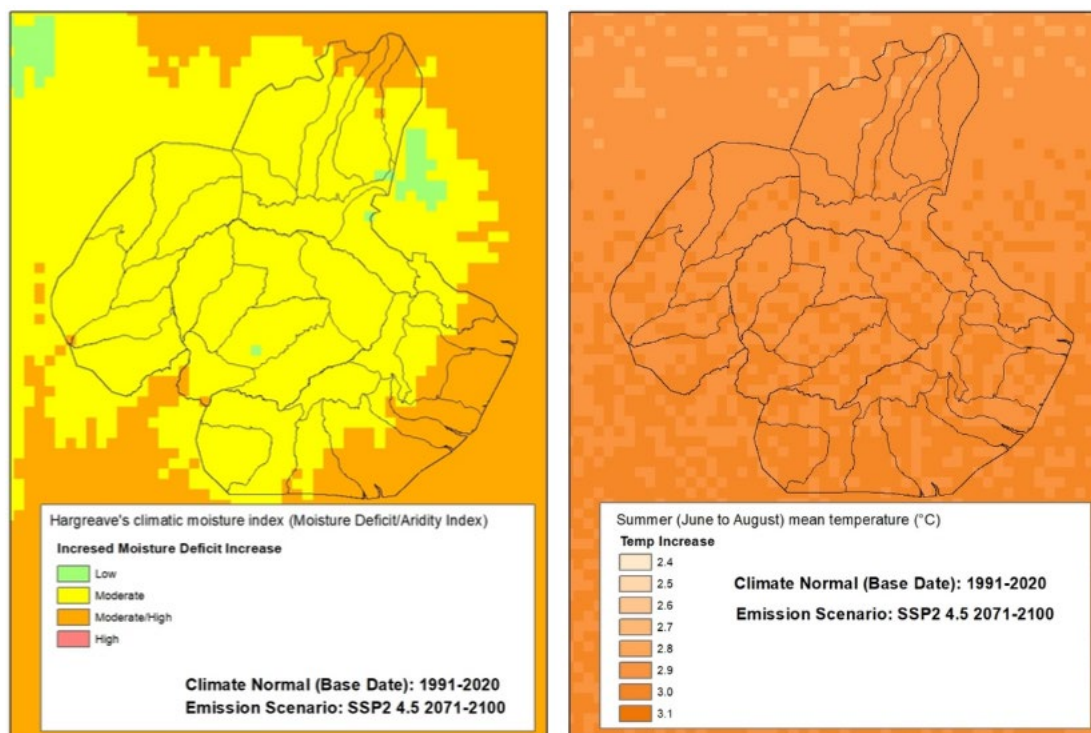 Hargreave's climatic moisture index (Moisture Deficit/Aridity Index)
Incresed Moisture Deficit Increase
Low
Moderate
Moderate/High
High
Climate Normal (Base Date): 1991-2020
Emission Scenario: SSP2 4.5 2071-2100
Summer (June to August) mean temperature (°C)
Temp Increase
2.4
2.5
2.6
2.7
2.8
2.9
3.0
3.1
Climate Normal (Base Date): 1991-2020
Emission Scenario: SSP2 4.5 2071-2100